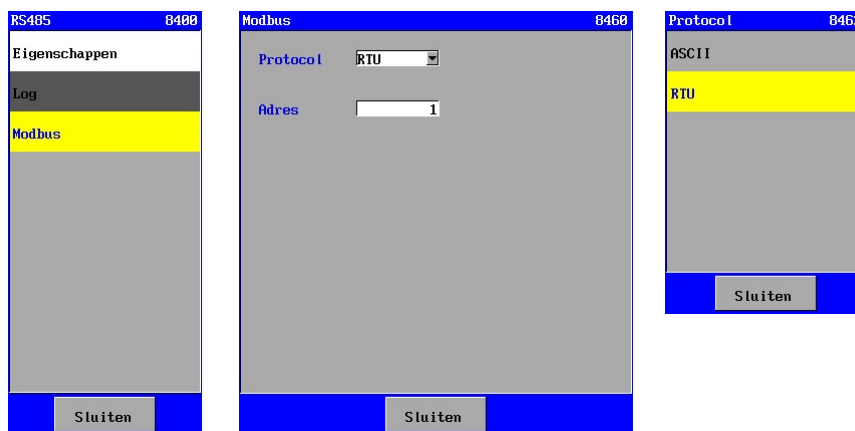 RS485 8400
Eigenschappen
Log
Modbus
Sluiten
Modbus 8460
Protocol RTU
Adres 1
Sluiten
Protocol
ASCII
RTU
Sluiten